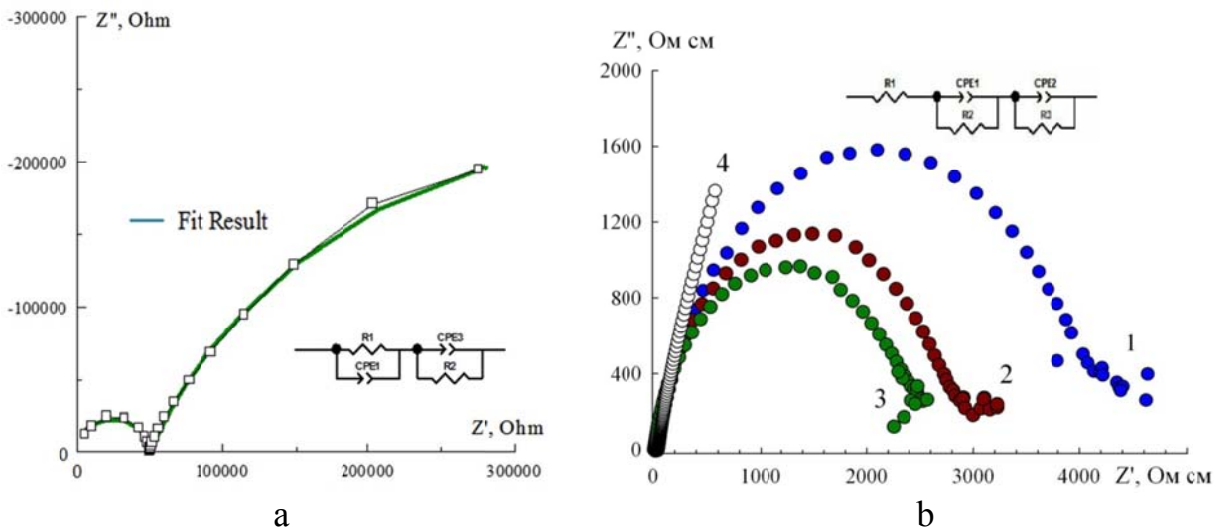 Z", Ohm
-300000
-200000
-100000
0
Fit Result
R1
CPE1
CPE3
R2
Z', Ohm
100000
200000
300000
a
Z", Ом см
2000
1600
1200
800
400
0
R1
CPE1
R2
CPE2
R3
4
1
2
3
0
1000
2000
3000
4000
Z', Ом см
b